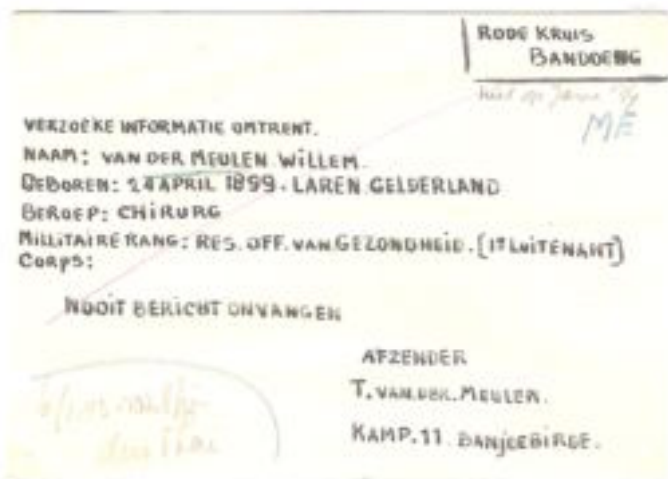 RODE KRUIS
BANDOENG
ME
VERZOEKE INFORMATIE OMTRENT.
NAAM: VAN DER MEULEN WILLEM.
GEBOREN: 24 APRIL 1899. LAREN GELDERLAND
BEROEP: CHIRURG
MILLITAIRE RANG: RES. OFF. VAN GEZONDHEID. (1e LUITENANT)
CORPS:
NOOIT BERICHT ONVANGEN
AFZENDER
T. VAN DER. MEULEN.
KAMP. 11 BANJOEBIROE.